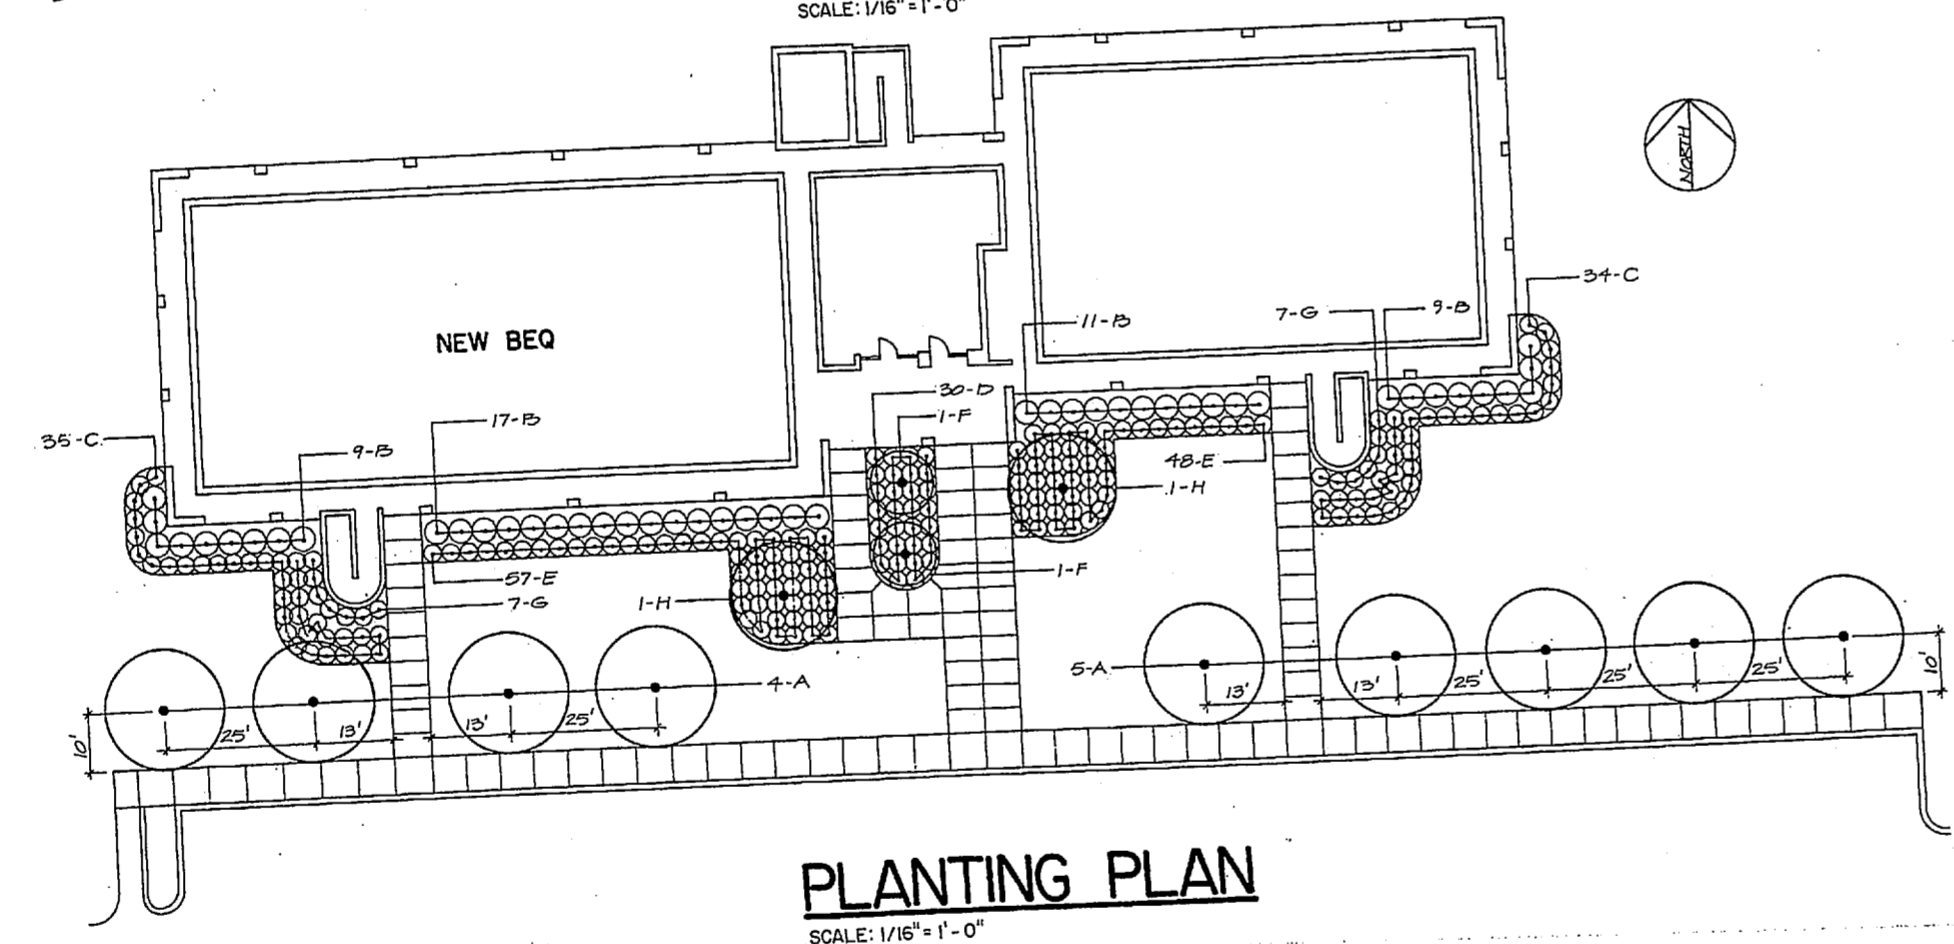 SCALE: 1/16" = 1' - 0"
NORTH
34-C
7-G
9-B
11-B
NEW BEQ
30-D
1-F
17-B
35-C
9-B
48-E
1-H
57-E
7-G
1-H
1-F
4-A
5-A
10'
25'
13'
13'
25'
13'
13'
25'
25'
25'
10'
PLANTING PLAN
SCALE: 1/16" = 1' - 0"